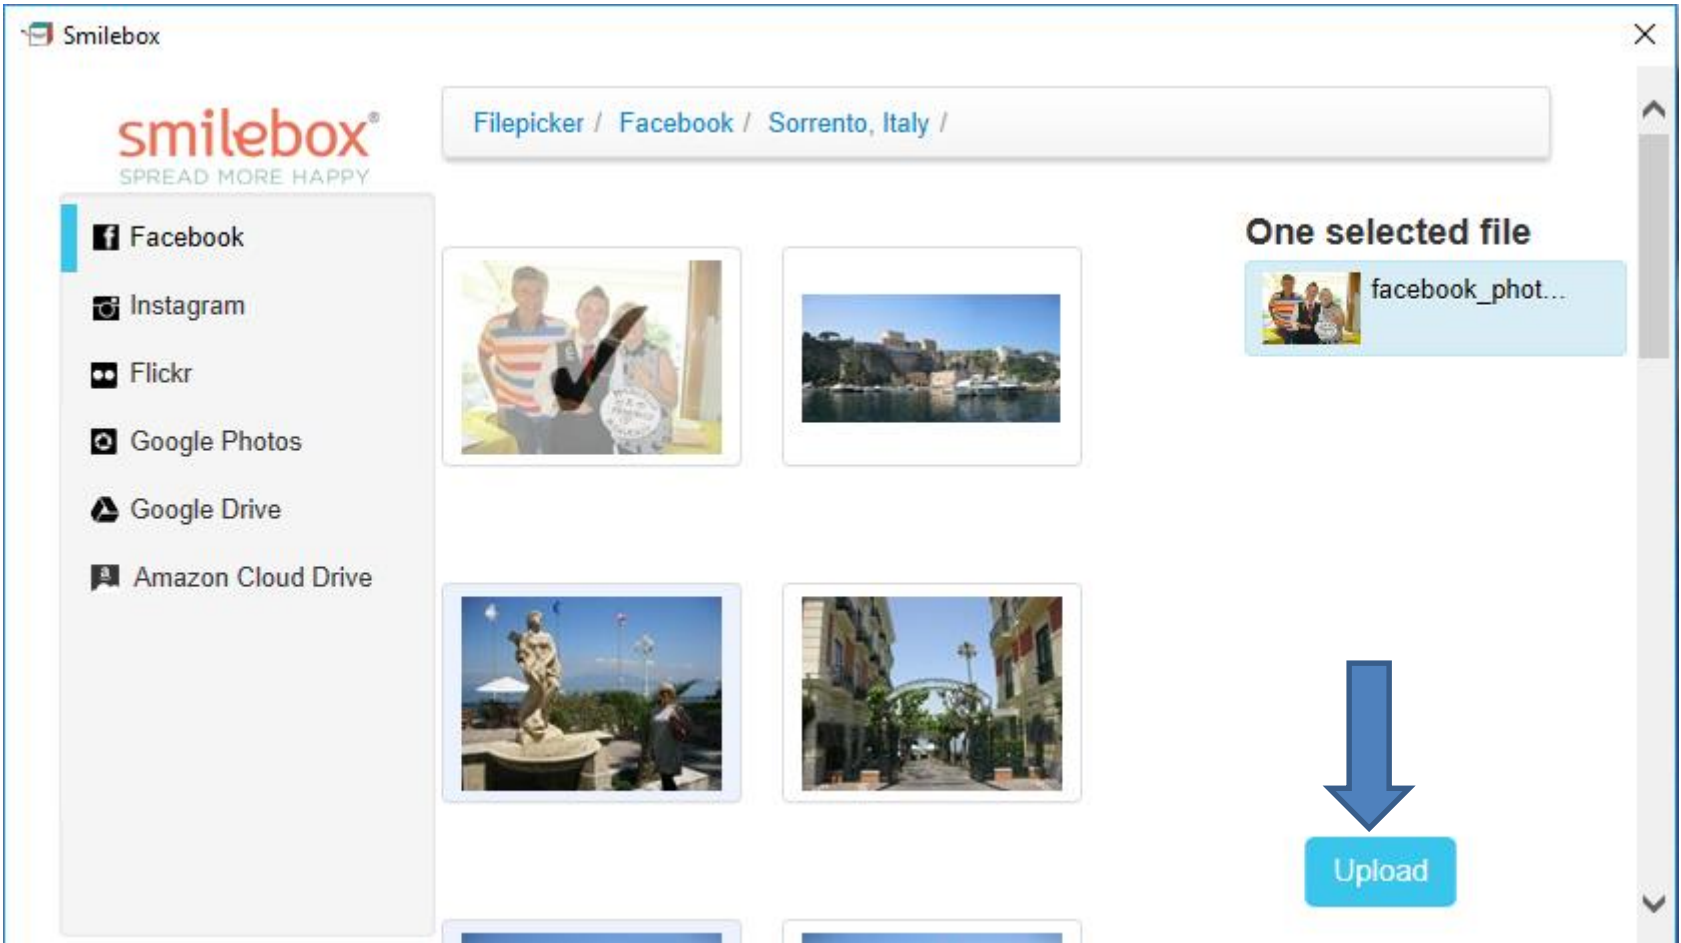 Smilebox
smilebox®
SPREAD MORE HAPPY
Filepicker / Facebook / Sorrento, Italy /
Facebook
Instagram
Flickr
Google Photos
Google Drive
Amazon Cloud Drive
One selected file
facebook_phot...
Upload